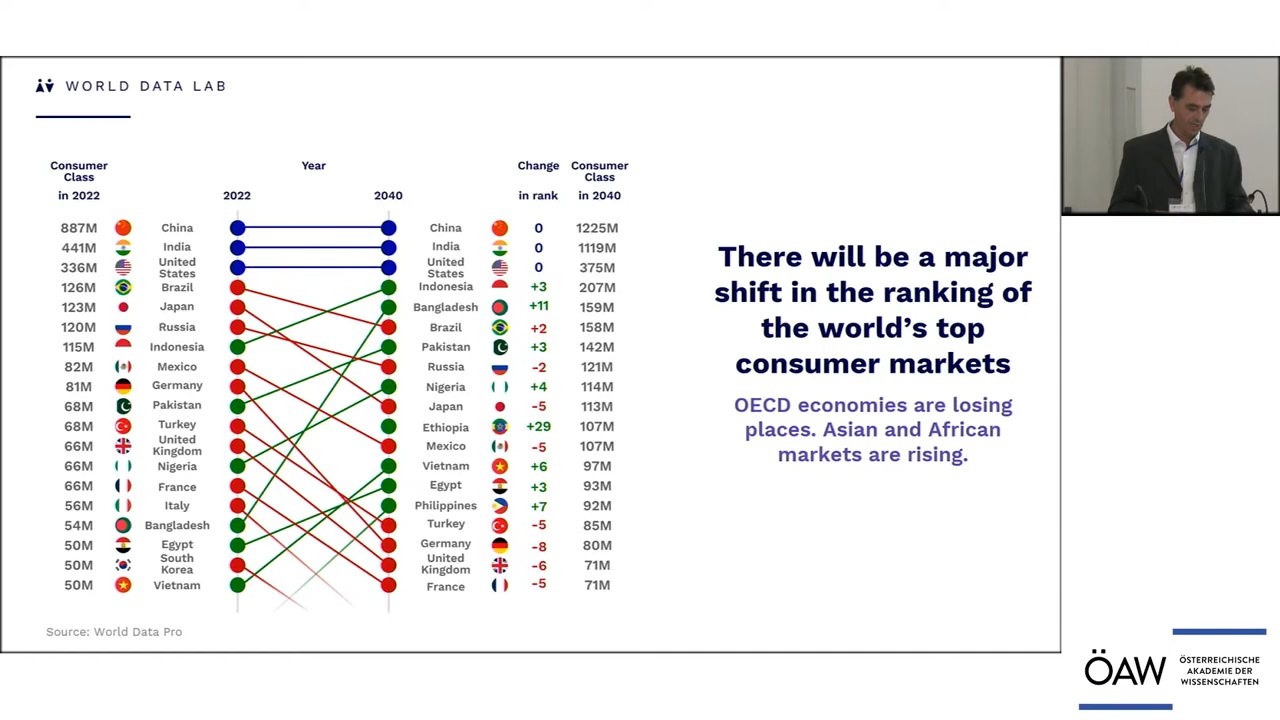 WORLD DATA LAB
Consumer Class in 2022 Year 2022 2040 Change in rank Consumer Class in 2040
887M China China 0 1225M
441M India India 0 1119M
336M United States United States 0 375M
126M Brazil Indonesia +3 207M
123M Japan Bangladesh +11 159M
120M Russia Brazil +2 158M
115M Indonesia Pakistan +3 142M
82M Mexico Russia -2 121M
81M Germany Nigeria +4 114M
68M Pakistan Japan -5 113M
68M Turkey Ethiopia +29 107M
66M United Kingdom Mexico -5 107M
66M Nigeria Vietnam +6 97M
66M France Egypt +3 93M
56M Italy Philippines +7 92M
54M Bangladesh Turkey -5 85M
50M Egypt Germany -8 80M
50M South Korea United Kingdom -6 71M
50M Vietnam France -5 71M
Source: World Data Pro
There will be a major
shift in the ranking of
the world's top
consumer markets
OECD economies are losing
places. Asian and African
markets are rising.
ÖAW
ÖSTERREICHISCHE
AKADEMIE DER
WISSENSCHAFTEN